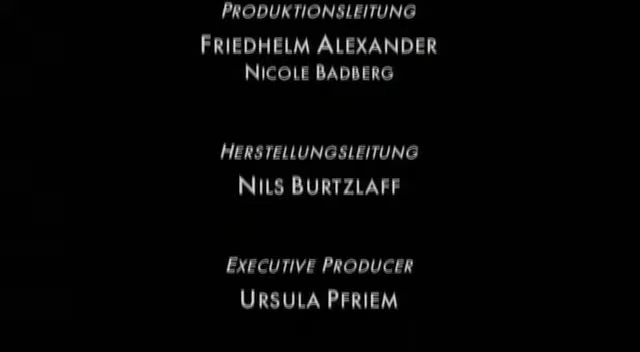 PRODUKTIONSLEITUNG
FRIEDHELM ALEXANDER
NICOLE BADBERG
HERSTELLUNGSLEITUNG
NILS BURTZLAFF
EXECUTIVE PRODUCER
URSULA PFRIEM